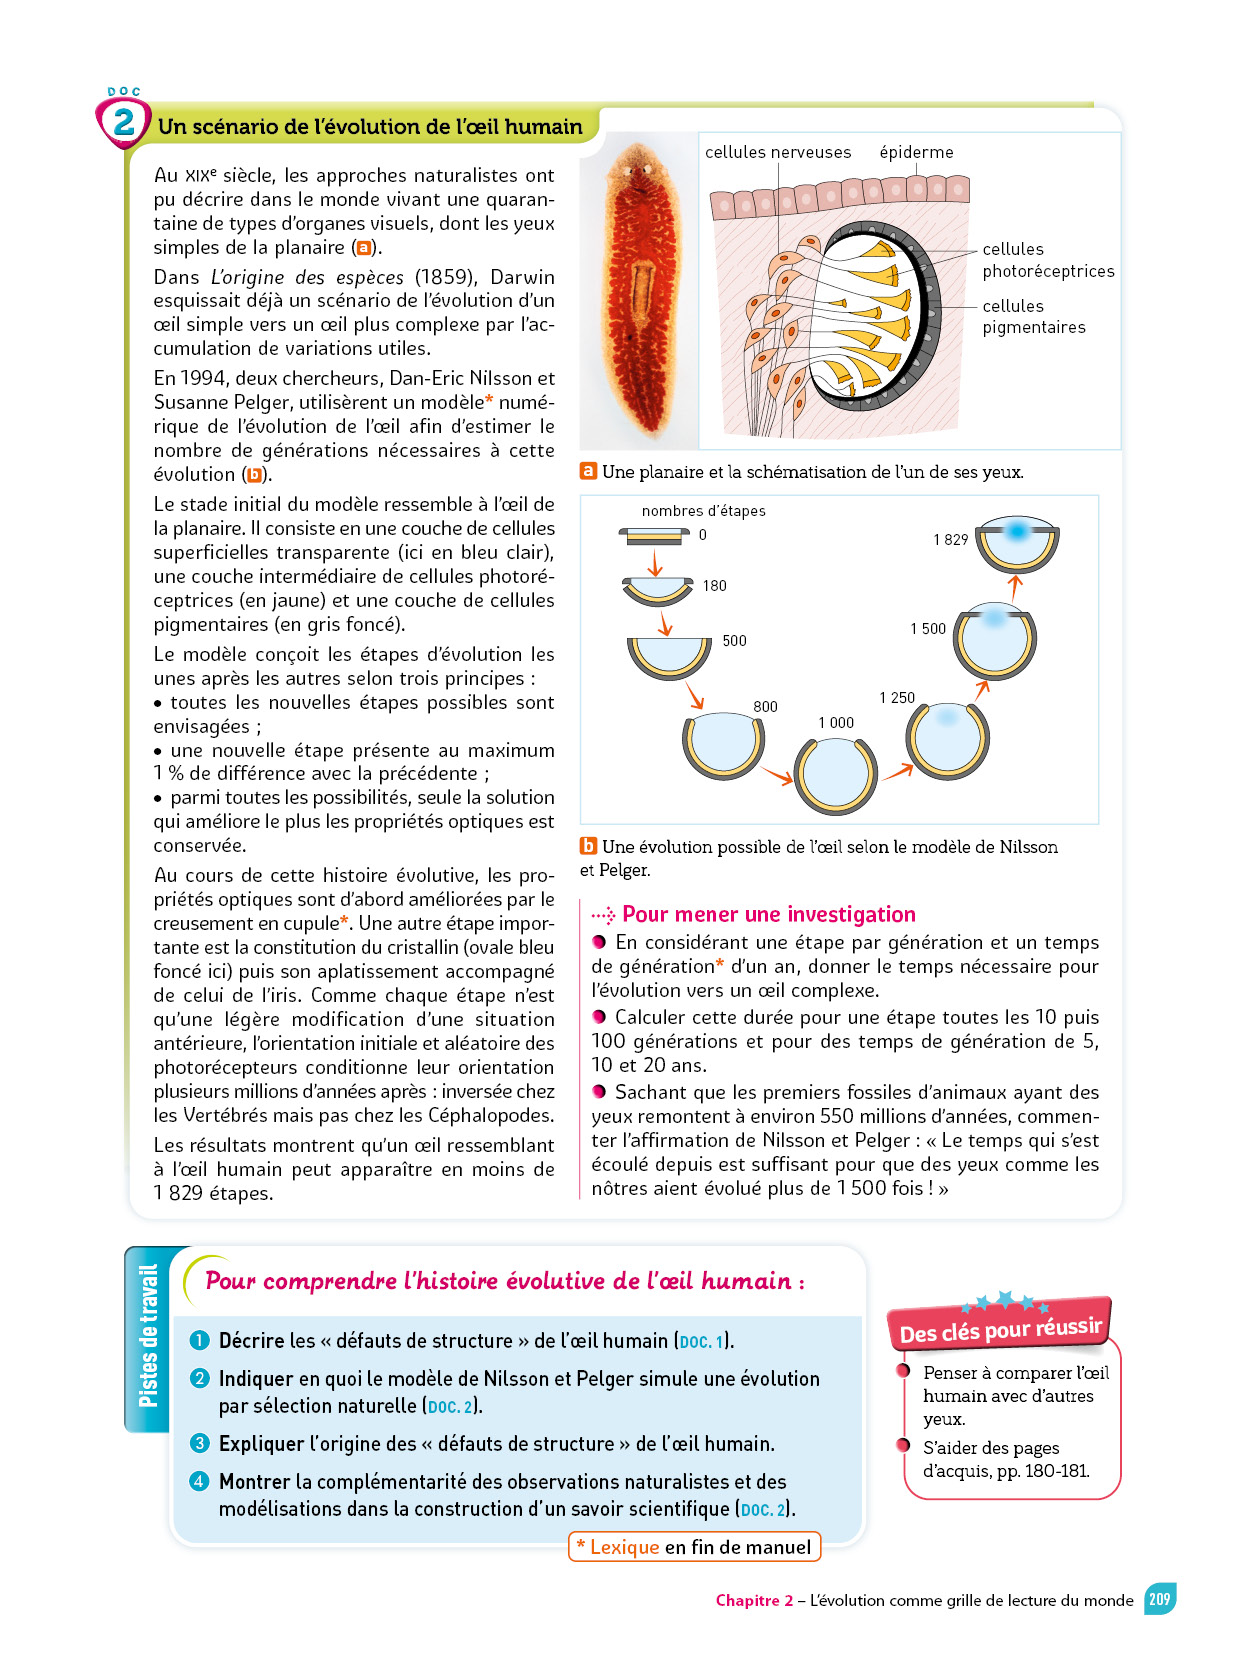 DOC
2
Un scénario de l'évolution de l'œil humain
Au XIXe siècle, les approches naturalistes ont
pu décrire dans le monde vivant une quaran-
taine de types d'organes visuels, dont les yeux
simples de la planaire (a).
Dans L'origine des espèces (1859), Darwin
esquissait déjà un scénario de l'évolution d'un
œil simple vers un œil plus complexe par l'ac-
cumulation de variations utiles.
En 1994, deux chercheurs, Dan-Eric Nilsson et
Susanne Pelger, utilisèrent un modèle* numé-
rique de l'évolution de l'œil afin d'estimer le
nombre de générations nécessaires à cette
évolution (b).
Le stade initial du modèle ressemble à l'œil de
la planaire. Il consiste en une couche de cellules
superficielles transparente (ici en bleu clair),
une couche intermédiaire de cellules photoré-
ceptrices (en jaune) et une couche de cellules
pigmentaires (en gris foncé).
Le modèle conçoit les étapes d'évolution les
unes après les autres selon trois principes :
• toutes les nouvelles étapes possibles sont
envisagées ;
• une nouvelle étape présente au maximum
1 % de différence avec la précédente ;
• parmi toutes les possibilités, seule la solution
qui améliore le plus les propriétés optiques est
conservée.
Au cours de cette histoire évolutive, les pro-
priétés optiques sont d'abord améliorées par le
creusement en cupule*. Une autre étape impor-
tante est la constitution du cristallin (ovale bleu
foncé ici) puis son aplatissement accompagné
de celui de l'iris. Comme chaque étape n'est
qu'une légère modification d'une situation
antérieure, l'orientation initiale et aléatoire des
photorécepteurs conditionne leur orientation
plusieurs millions d'années après : inversée chez
les Vertébrés mais pas chez les Céphalopodes.
Les résultats montrent qu'un œil ressemblant
à l'œil humain peut apparaître en moins de
1 829 étapes.
cellules nerveuses
épiderme
cellules
photoréceptrices
cellules
pigmentaires
a Une planaire et la schématisation de l'un de ses yeux.
nombres d'étapes
0
180
500
800
1 000
1 250
1 500
1 829
b Une évolution possible de l'œil selon le modèle de Nilsson
et Pelger.
Pour mener une investigation
● En considérant une étape par génération et un temps
de génération* d'un an, donner le temps nécessaire pour
l'évolution vers un œil complexe.
● Calculer cette durée pour une étape toutes les 10 puis
100 générations et pour des temps de génération de 5,
10 et 20 ans.
● Sachant que les premiers fossiles d'animaux ayant des
yeux remontent à environ 550 millions d'années, commen-
ter l'affirmation de Nilsson et Pelger : « Le temps qui s'est
écoulé depuis est suffisant pour que des yeux comme les
nôtres aient évolué plus de 1 500 fois ! »
Pistes de travail
Pour comprendre l'histoire évolutive de l'œil humain :
1 Décrire les « défauts de structure » de l'œil humain (DOC. 1).
2 Indiquer en quoi le modèle de Nilsson et Pelger simule une évolution
par sélection naturelle (DOC. 2).
3 Expliquer l'origine des « défauts de structure » de l'œil humain.
4 Montrer la complémentarité des observations naturalistes et des
modélisations dans la construction d'un savoir scientifique (DOC. 2).
* Lexique en fin de manuel
Des clés pour réussir
● Penser à comparer l'œil
humain avec d'autres
yeux.
● S'aider des pages
d'acquis, pp. 180-181.
Chapitre 2 – L'évolution comme grille de lecture du monde 209